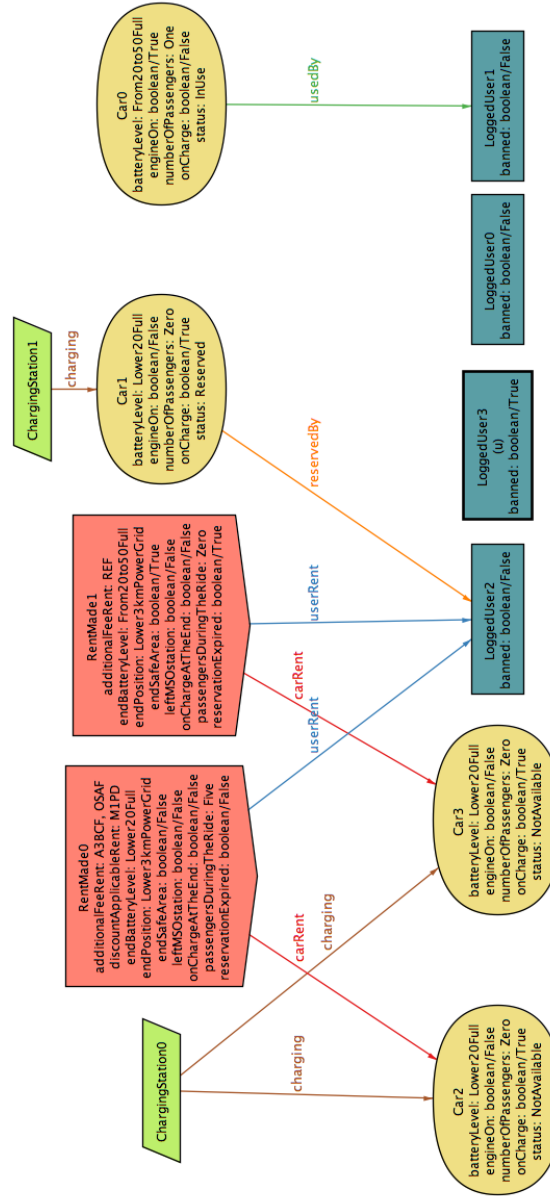 ChargingStation0
ChargingStation1
charging
charging
charging
RentMade0
additionalFeeRent: A3BCF, OSAF
discountApplicableRent: M1PD
endBatteryLevel: Lower20Full
endPosition: Lower3kmPowerGrid
endSafeArea: boolean/False
leftMSOstation: boolean/False
onChargeAtTheEnd: boolean/False
passengersDuringTheRide: Five
reservationExpired: boolean/False
RentMade1
additionalFeeRent: REF
endBatteryLevel: From20to50Full
endPosition: Lower3kmPowerGrid
endSafeArea: boolean/True
leftMSOstation: boolean/False
onChargeAtTheEnd: boolean/False
passengersDuringTheRide: Zero
reservationExpired: boolean/True
Car1
batteryLevel: Lower20Full
engineOn: boolean/False
numberOfPassengers: Zero
onCharge: boolean/True
status: Reserved
Car0
batteryLevel: From20to50Full
engineOn: boolean/True
numberOfPassengers: One
onCharge: boolean/False
status: InUse
carRent
userRent
carRent
userRent
reservedBy
usedBy
Car2
batteryLevel: Lower20Full
engineOn: boolean/False
numberOfPassengers: Zero
onCharge: boolean/True
status: NotAvailable
Car3
batteryLevel: Lower20Full
engineOn: boolean/False
numberOfPassengers: Zero
onCharge: boolean/True
status: NotAvailable
LoggedUser2
banned: boolean/False
LoggedUser3
(u)
banned: boolean/True
LoggedUser0
banned: boolean/False
LoggedUser1
banned: boolean/False